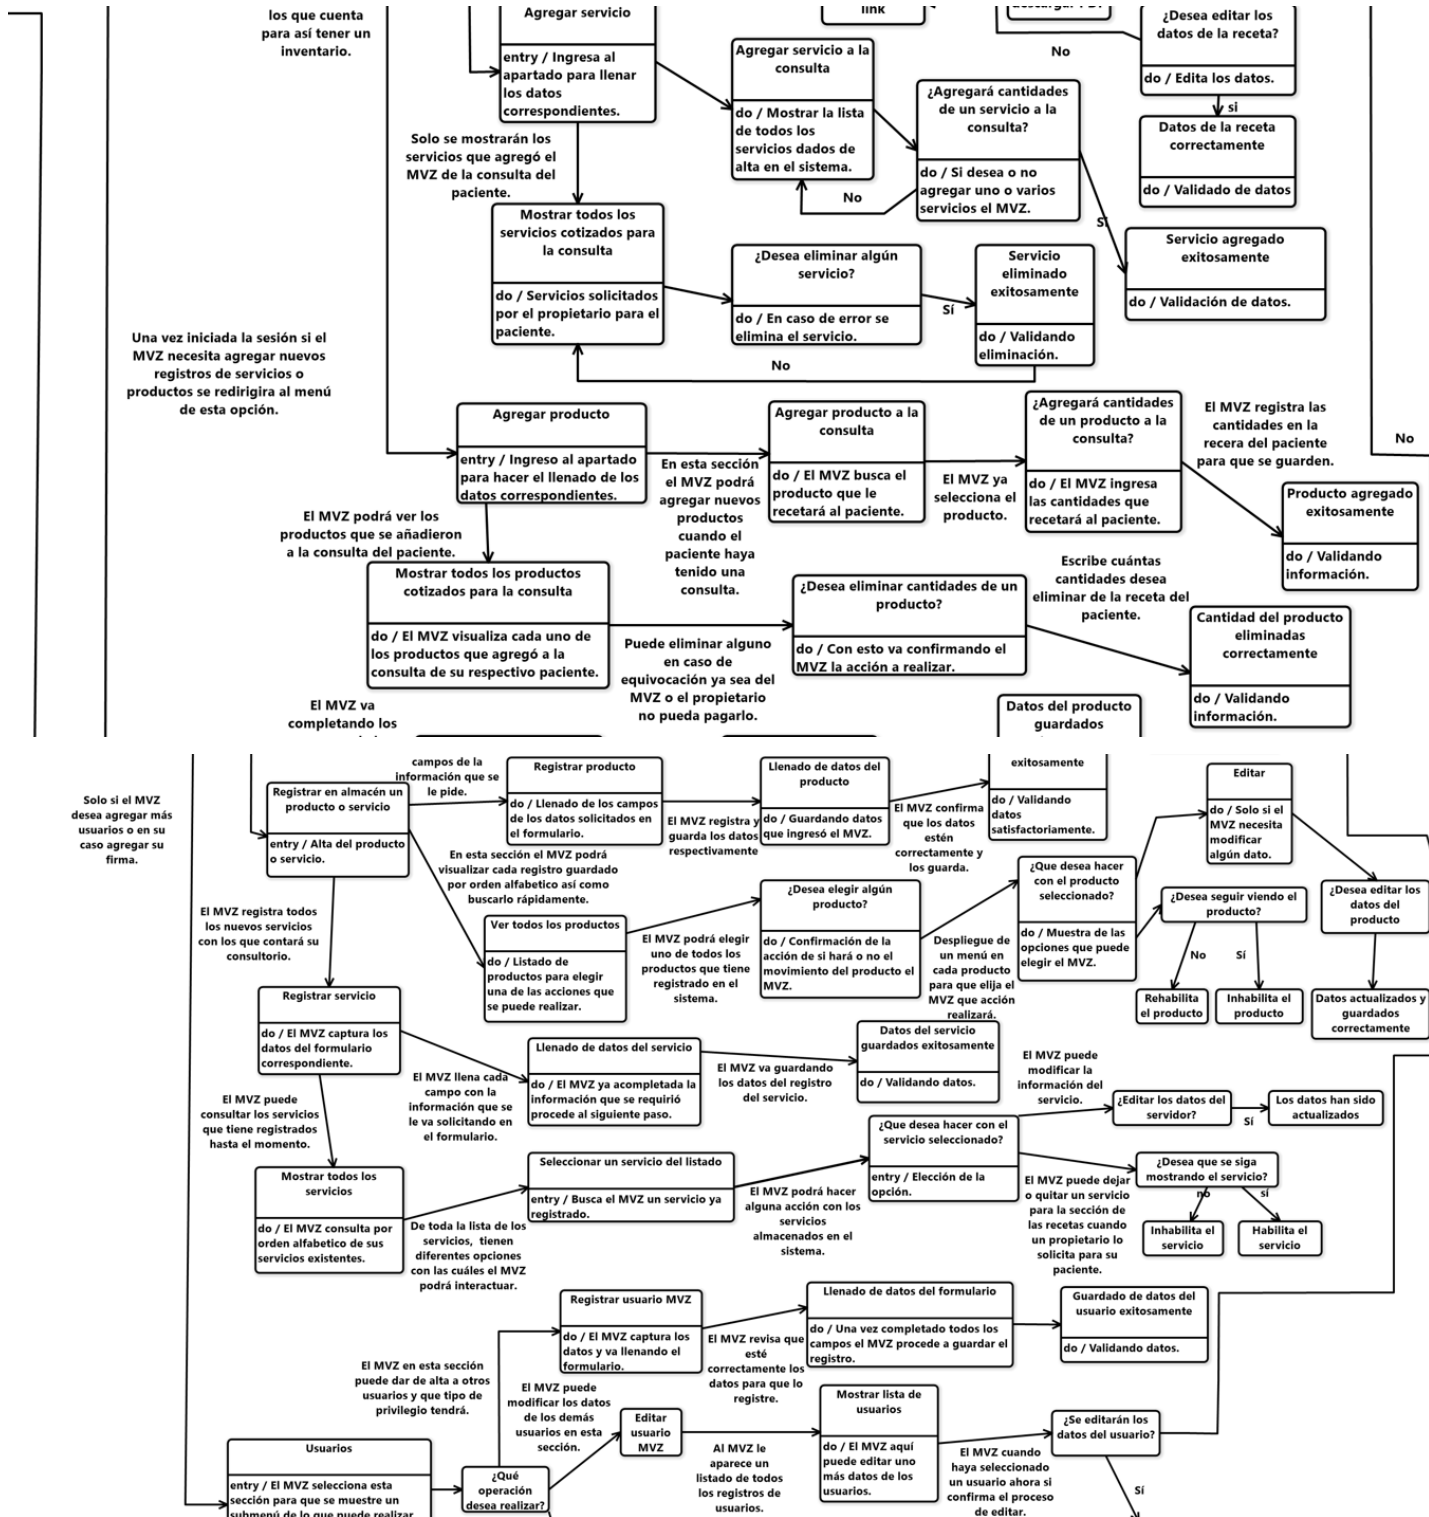 los que cuenta
para así tener un
inventario.
Agregar servicio
entry / Ingresa al
apartado para llenar
los datos
correspondientes.
link
Agregar servicio a la
consulta
do / Mostrar la lista
de todos los
servicios dados de
alta en el sistema.
¿Agregará cantidades
de un servicio a la
consulta?
do / Si desea o no
agregar uno o varios
servicios el MVZ.
No
No
¿Desea editar los
datos de la receta?
do / Edita los datos.
si
Datos de la receta
correctamente
do / Validado de datos
Sí
Servicio agregado
exitosamente
do / Validación de datos.
Solo se mostrarán los
servicios que agregó el
MVZ de la consulta del
paciente.
Mostrar todos los
servicios cotizados para
la consulta
do / Servicios solicitados
por el propietario para el
paciente.
¿Desea eliminar algún
servicio?
do / En caso de error se
elimina el servicio.
Sí
Servicio
eliminado
exitosamente
do / Validando
eliminación.
No
Una vez iniciada la sesión si el
MVZ necesita agregar nuevos
registros de servicios o
productos se redirigira al menú
de esta opción.
Agregar producto
entry / Ingreso al apartado
para hacer el llenado de los
datos correspondientes.
En esta sección
el MVZ podrá
agregar nuevos
productos
cuando el
paciente haya
tenido una
consulta.
Agregar producto a la
consulta
do / El MVZ busca el
producto que le
recetará al paciente.
El MVZ ya
selecciona el
producto.
¿Agregará cantidades
de un producto a la
consulta?
do / El MVZ ingresa
las cantidades que
recetará al paciente.
El MVZ registra las
cantidades en la
recera del paciente
para que se guarden.
No
Producto agregado
exitosamente
do / Validando
información.
El MVZ podrá ver los
productos que se añadieron
a la consulta del paciente.
Mostrar todos los productos
cotizados para la consulta
do / El MVZ visualiza cada uno de
los productos que agregó a la
consulta de su respectivo paciente.
Puede eliminar alguno
en caso de
equivocación ya sea del
MVZ o el propietario
no pueda pagarlo.
¿Desea eliminar cantidades de un
producto?
do / Con esto va confirmando el
MVZ la acción a realizar.
Escribe cuántas
cantidades desea
eliminar de la receta del
paciente.
Cantidad del producto
eliminadas
correctamente
do / Validando
información.
El MVZ va
completando los
Datos del producto
guardados
campos de la
información que se
le pide.
Solo si el MVZ
desea agregar más
usuarios o en su
caso agregar su
firma.
Registrar en almacén un
producto o servicio
entry / Alta del producto
o servicio.
Registrar producto
do / Llenado de los campos
de los datos solicitados en
el formulario.
El MVZ registra y
guarda los datos
respectivamente
Llenado de datos del
producto
do / Guardando datos
que ingresó el MVZ.
El MVZ confirma
que los datos
estén
correctamente y
los guarda.
exitosamente
do / Validando
datos
satisfactoriamente.
Editar
do / Solo si el
MVZ necesita
modificar
algún dato.
En esta sección el MVZ podrá
visualizar cada registro guardado
por orden alfabetico así como
buscarlo rápidamente.
Ver todos los productos
do / Listado de
productos para elegir
una de las acciones que
se puede realizar.
El MVZ podrá elegir
uno de todos los
productos que tiene
registrado en el
sistema.
¿Desea elegir algún
producto?
do / Confirmación de la
acción de si hará o no el
movimiento del producto el
MVZ.
Despliegue de
un menú en
cada producto
para que elija el
MVZ que acción
realizará.
¿Que desea hacer
con el producto
seleccionado?
do / Muestra de las
opciones que puede
elegir el MVZ.
¿Desea seguir viendo el
producto?
No
Sí
Rehabilita
el producto
Inhabilita el
producto
¿Desea editar los
datos del
producto
Datos actualizados y
guardados
correctamente
El MVZ registra todos
los nuevos servicios
con los que contará su
consultorio.
Registrar servicio
do / El MVZ captura los
datos del formulario
correspondiente.
El MVZ llena cada
campo con la
información que se
le va solicitando en
el formulario.
Llenado de datos del servicio
do / El MVZ ya acompletada la
información que se requirió
procede al siguiente paso.
El MVZ va guardando
los datos del registro
del servicio.
Datos del servicio
guardados exitosamente
do / Validando datos.
El MVZ puede
consultar los servicios
que tiene registrados
hasta el momento.
Mostrar todos los
servicios
do / El MVZ consulta por
orden alfabetico de sus
servicios existentes.
De toda la lista de los
servicios, tienen
diferentes opciones
con las cuáles el MVZ
podrá interactuar.
Seleccionar un servicio del listado
entry / Busca el MVZ un servicio ya
registrado.
El MVZ podrá hacer
alguna acción con los
servicios
almacenados en el
sistema.
¿Que desea hacer con el
servicio seleccionado?
entry / Elección de la
opción.
El MVZ puede
modificar la
información del
servicio.
¿Editar los datos del
servidor?
Sí
Los datos han sido
actualizados
El MVZ puede dejar
o quitar un servicio
para la sección de
las recetas cuando
un propietario lo
solicita para su
paciente.
¿Desea que se siga
mostrando el servicio?
no
sí
Inhabilita el
servicio
Habilita el
servicio
El MVZ en esta sección
puede dar de alta a otros
usuarios y que tipo de
privilegio tendrá.
Registrar usuario MVZ
do / El MVZ captura los
datos y va llenando el
formulario.
El MVZ revisa que
esté
correctamente los
datos para que lo
registre.
Llenado de datos del formulario
do / Una vez completado todos los
campos el MVZ procede a guardar el
registro.
Guardado de datos del
usuario exitosamente
do / Validando datos.
Usuarios
entry / El MVZ selecciona esta
sección para que se muestre un
submenú de lo que puede realizar
¿Qué
operación
desea realizar?
El MVZ puede
modificar los datos
de los demás
usuarios en esta
sección.
Editar
usuario
MVZ
Al MVZ le
aparece un
listado de todos
los registros de
usuarios.
Mostrar lista de
usuarios
do / El MVZ aquí
puede editar uno
más datos de los
usuarios.
El MVZ cuando
haya seleccionado
un usuario ahora si
confirma el proceso
de editar.
¿Se editarán los
datos del usuario?
Sí